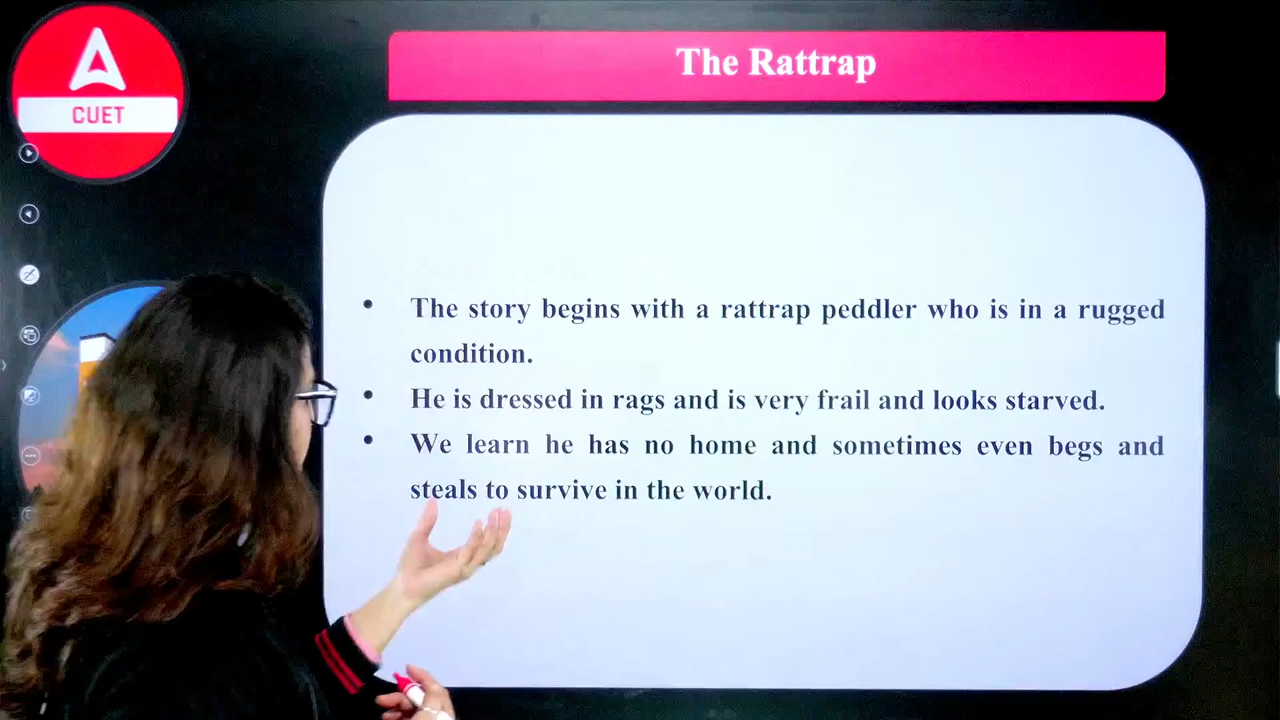 The Rattrap
CUET
• The story begins with a rattrap peddler who is in a rugged
condition.
• He is dressed in rags and is very frail and looks starved.
• We learn he has no home and sometimes even begs and
steals to survive in the world.